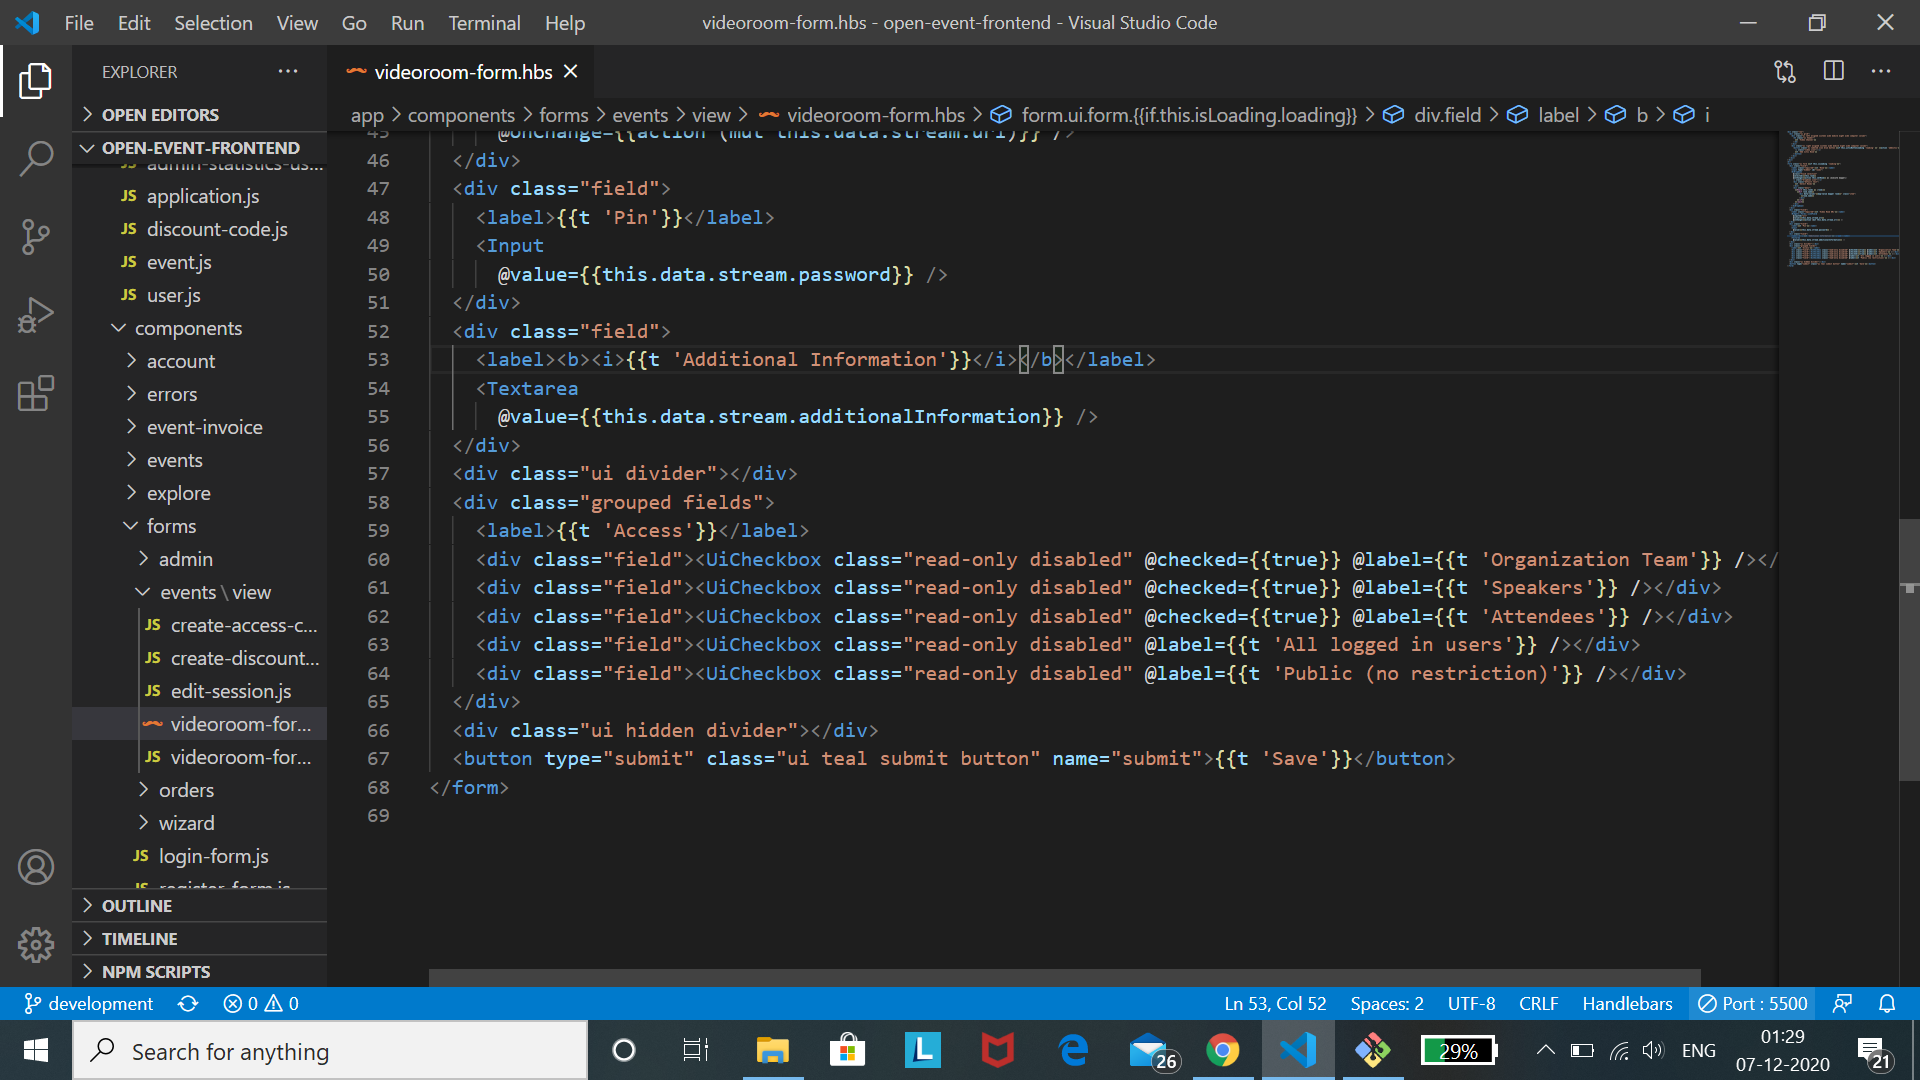 File Edit Selection View Go Run Terminal Help
videoroom-form.hbs - open-event-frontend - Visual Studio Code
EXPLORER
videoroom-form.hbs
OPEN EDITORS
app > components > forms > events > view > videoroom-form.hbs > form.ui.form.{{if.this.isLoading.loading}} > div.field > label > b > i
OPEN-EVENT-FRONTEND
admin-statistics-us...
application.js
discount-code.js
event.js
user.js
components
account
errors
event-invoice
events
explore
forms
admin
events\view
create-access-c...
create-discount...
edit-session.js
videoroom-for...
videoroom-for...
orders
wizard
login-form.js
register-form.js
OUTLINE
TIMELINE
NPM SCRIPTS
45 @onChange={{action (mut this.data.stream.url)}} />
46 </div>
47 <div class="field">
48 <label>{{t 'Pin'}}</label>
49 <Input
50 @value={{this.data.stream.password}} />
51 </div>
52 <div class="field">
53 <label><b><i>{{t 'Additional Information'}}</i></b></label>
54 <Textarea
55 @value={{this.data.stream.additionalInformation}} />
56 </div>
57 <div class="ui divider"></div>
58 <div class="grouped fields">
59 <label>{{t 'Access'}}</label>
60 <div class="field"><UiCheckbox class="read-only disabled" @checked={{true}} @label={{t 'Organization Team'}} /></
61 <div class="field"><UiCheckbox class="read-only disabled" @checked={{true}} @label={{t 'Speakers'}} /></div>
62 <div class="field"><UiCheckbox class="read-only disabled" @checked={{true}} @label={{t 'Attendees'}} /></div>
63 <div class="field"><UiCheckbox class="read-only disabled" @label={{t 'All logged in users'}} /></div>
64 <div class="field"><UiCheckbox class="read-only disabled" @label={{t 'Public (no restriction)'}} /></div>
65 </div>
66 <div class="ui hidden divider"></div>
67 <button type="submit" class="ui teal submit button" name="submit">{{t 'Save'}}</button>
68 </form>
69
development 0 0 Ln 53, Col 52 Spaces: 2 UTF-8 CRLF Handlebars Port : 5500
Search for anything
L
26
29%
ENG
01:29
07-12-2020
21